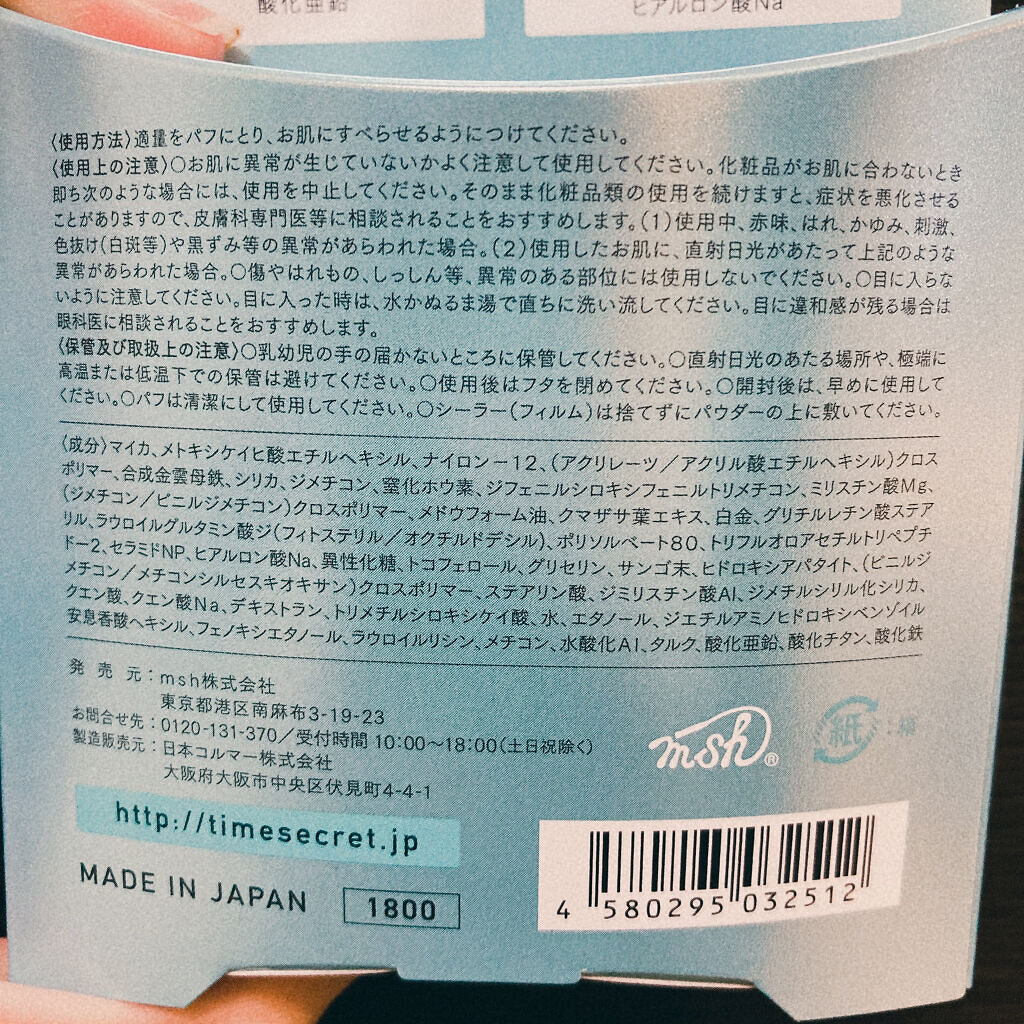 酸化亜鉛
ヒアルロン酸Na
〈使用方法〉適量をパフにとり、お肌にすべらせるようにつけてください。
〈使用上の注意〉○お肌に異常が生じていないかよく注意して使用してください。化粧品がお肌に合わないとき
即ち次のような場合には、使用を中止してください。そのまま化粧品類の使用を続けますと、症状を悪化させる
ことがありますので、皮膚科専門医等に相談されることをおすすめします。(1)使用中、赤味、はれ、かゆみ、刺激、
色抜け(白斑等)や黒ずみ等の異常があらわれた場合。(2)使用したお肌に、直射日光があたって上記のような
異常があらわれた場合。○傷やはれもの、しっしん等、異常のある部位には使用しないでください。○目に入らな
いように注意してください。目に入った時は、水かぬるま湯で直ちに洗い流してください。目に違和感が残る場合は
眼科医に相談されることをおすすめします。
〈保管及び取扱上の注意〉○乳幼児の手の届かないところに保管してください。○直射日光のあたる場所や、極端に
高温または低温下での保管は避けてください。○使用後はフタを閉めてください。○開封後は、早めに使用して
ください。○パフは清潔にして使用してください。○シーラー(フィルム)は捨てずにパウダーの上に敷いてください。
〈成分〉マイカ、メトキシケイヒ酸エチルヘキシル、ナイロン－12、(アクリレーツ／アクリル酸エチルヘキシル)クロス
ポリマー、合成金雲母鉄、シリカ、ジメチコン、窒化ホウ素、ジフェニルシロキシフェニルトリメチコン、ミリスチン酸Mg、
(ジメチコン／ビニルジメチコン)クロスポリマー、メドウフォーム油、クマザサ葉エキス、白金、グリチルレチン酸ステア
リル、ラウロイルグルタミン酸ジ(フィトステリル／オクチルドデシル)、ポリソルベート80、トリフルオロアセチルトリペプチ
ドー2、セラミドNP、ヒアルロン酸Na、異性化糖、トコフェロール、グリセリン、サンゴ末、ヒドロキシアパタイト、(ビニルジ
メチコン／メチコンシルセスキオキサン)クロスポリマー、ステアリン酸、ジミリスチン酸Al、ジメチルシリル化シリカ、
クエン酸、クエン酸Na、デキストラン、トリメチルシロキシケイ酸、水、エタノール、ジエチルアミノヒドロキシベンゾイル
安息香酸ヘキシル、フェノキシエタノール、ラウロイルリシン、メチコン、水酸化Al、タルク、酸化亜鉛、酸化チタン、酸化鉄
発 売 元：msh株式会社
東京都港区南麻布3-19-23
お問合せ先：0120-131-370／受付時間 10:00～18:00(土日祝除く)
製造販売元：日本コルマー株式会社
大阪府大阪市中央区伏見町4-4-1
msh®
紙：箱
http://timesecret.jp
MADE IN JAPAN
1800
4 580295 032512